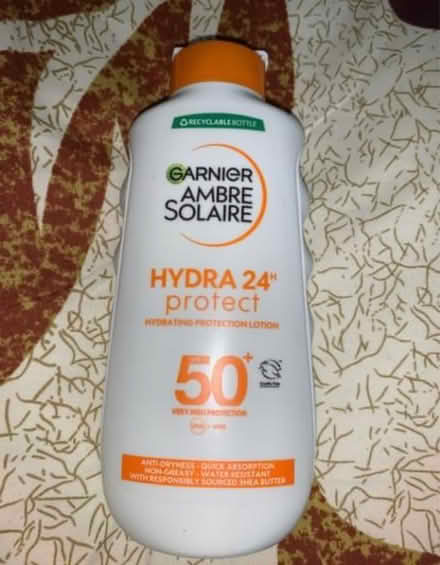 RECYCLABLE BOTTLE
GARNIER
AMBRE
SOLAIRE
HYDRA 24H
protect
HYDRATING PROTECTION LOTION
50+
VERY HIGH PROTECTION
ANTI-DRYNESS - QUICK ABSORPTION
NON-GREASY - WATER RESISTANT
WITH RESPONSIBLY SOURCED SHEA BUTTER